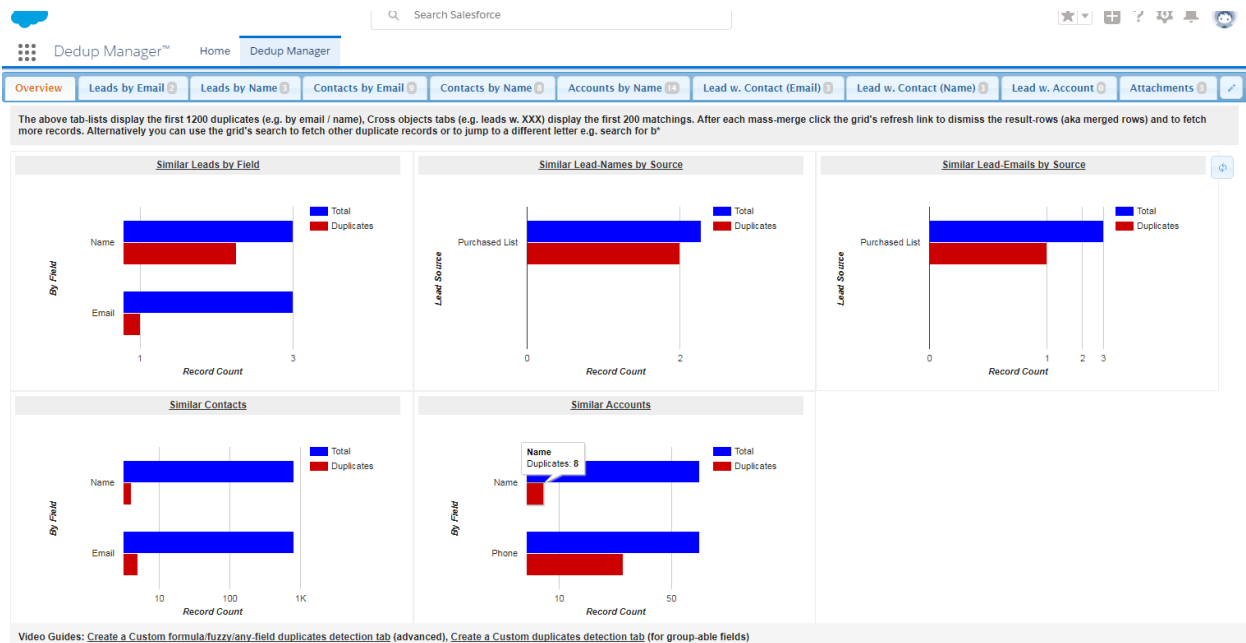 Search Salesforce
Dedup Manager™
Home
Dedup Manager
Overview
Leads by Email 2
Leads by Name 3
Contacts by Email 9
Contacts by Name 8
Accounts by Name 14
Lead w. Contact (Email) 3
Lead w. Contact (Name) 3
Lead w. Account 0
Attachments 3
The above tab-lists display the first 1200 duplicates (e.g. by email / name), Cross objects tabs (e.g. leads w. XXX) display the first 200 matchings. After each mass-merge click the grid's refresh link to dismiss the result-rows (aka merged rows) and to fetch
more records. Alternatively you can use the grid's search to fetch other duplicate records or to jump to a different letter e.g. search for b*
Similar Leads by Field
Total
Duplicates
Name
Email
By Field
1
3
Record Count
Similar Lead-Names by Source
Total
Duplicates
Purchased List
Lead Source
0
2
Record Count
Similar Lead-Emails by Source
Total
Duplicates
Purchased List
Lead Source
0
1
2
3
Record Count
Similar Contacts
Total
Duplicates
Name
Email
By Field
10
100
1K
Record Count
Similar Accounts
Name
Duplicates: 8
Total
Duplicates
Name
Phone
By Field
10
50
Record Count
Video Guides: Create a Custom formula/fuzzy/any-field duplicates detection tab (advanced), Create a Custom duplicates detection tab (for group-able fields)